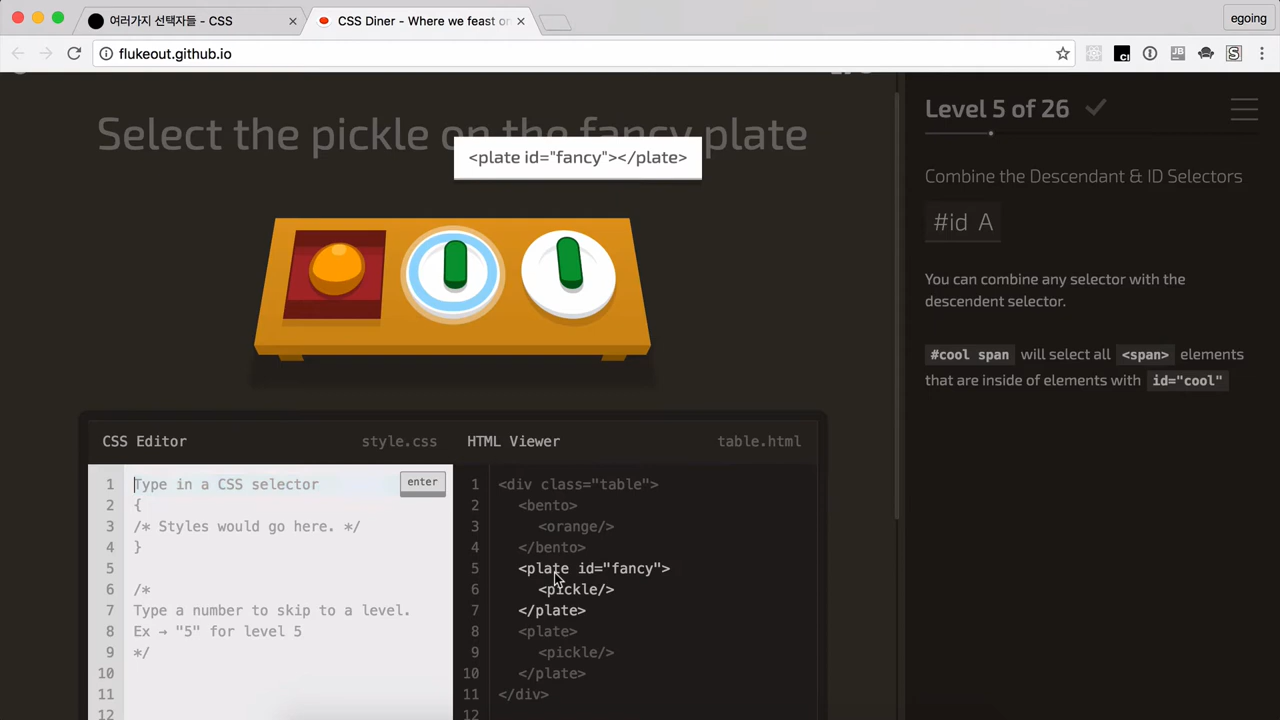 여러가지 선택자들 - CSS
CSS Diner - Where we feast on
egoing
flukeout.github.io
Select the pickle on the fancy plate
<plate id="fancy"></plate>
Level 5 of 26
Combine the Descendant & ID Selectors
#id A
You can combine any selector with the
descendent selector.
#cool span will select all <span> elements
that are inside of elements with id="cool"
CSS Editor style.css
1 Type in a CSS selector enter
2 {
3 /* Styles would go here. */
4 }
5
6 /*
7 Type a number to skip to a level.
8 Ex → "5" for level 5
9 */
10
11
12
HTML Viewer table.html
1 <div class="table">
2 <bento>
3 <orange/>
4 </bento>
5 <plate id="fancy">
6 <pickle/>
7 </plate>
8 <plate>
9 <pickle/>
10 </plate>
11 </div>
12